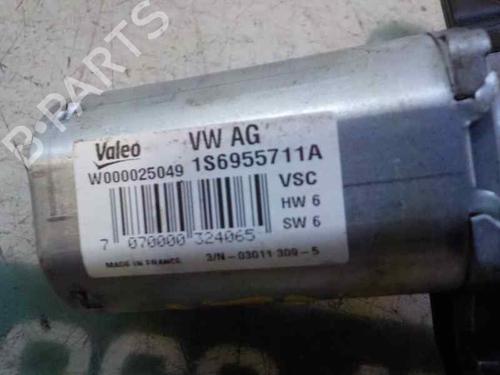 B-PARTS
Valeo VW AG
W000025049 1S6955711A
VSC
HW 6
SW 6
7 070000 324065
MADE IN FRANCE 3/N - 03011 309 - 5